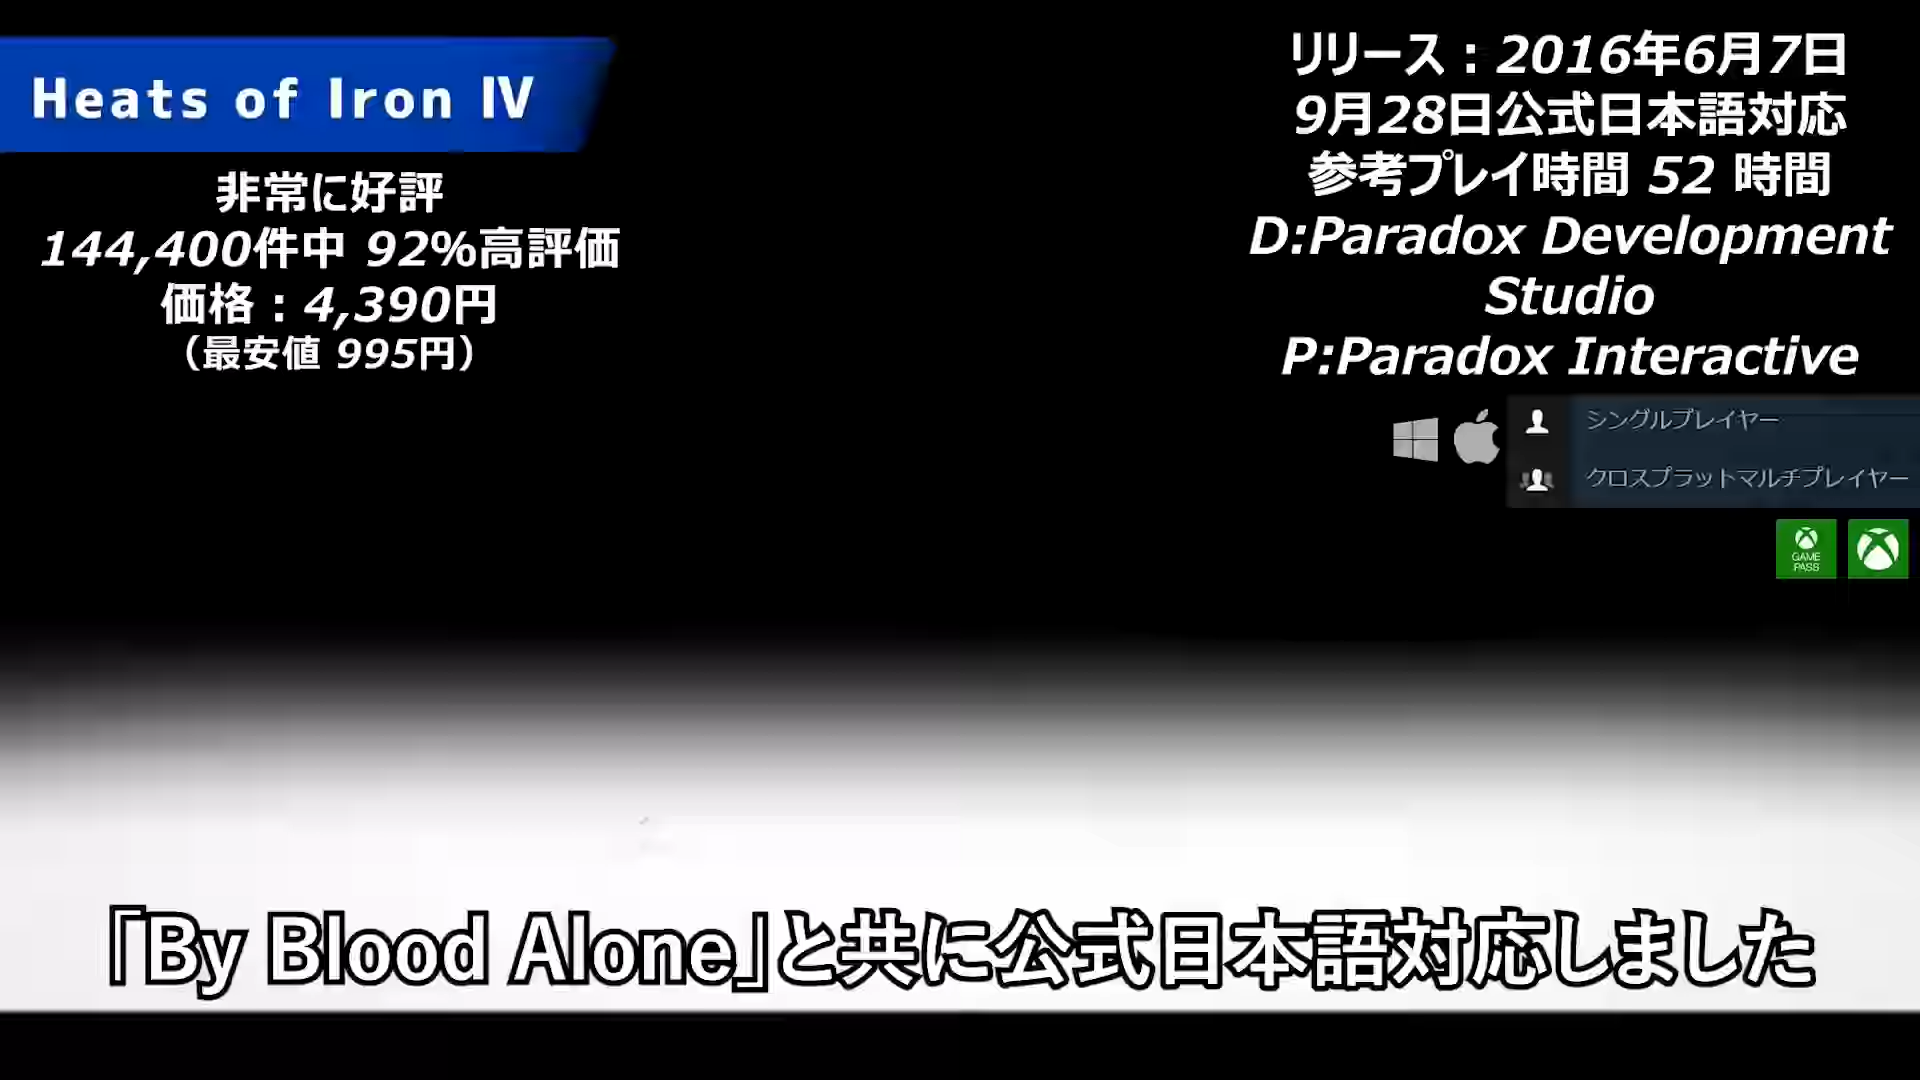 Heats of Iron Ⅳ
非常に好評
144,400件中 92%高評価
価格：4,390円
（最安値 995円）
リリース：2016年6月7日
9月28日公式日本語対応
参考プレイ時間 52 時間
D:Paradox Development
Studio
P:Paradox Interactive
シングルプレイヤー
クロスプラットマルチプレイヤー
GAME
PASS
「By Blood Alone」と共に公式日本語対応しました